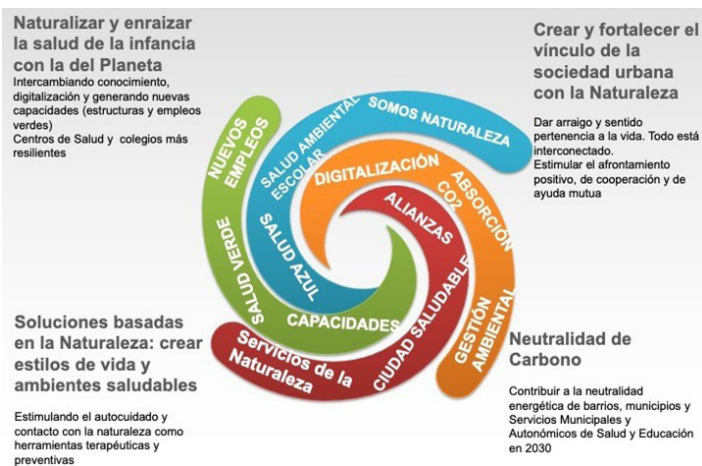 Naturalizar y enraizar
la salud de la infancia
con la del Planeta
Intercambiando conocimiento,
digitalización y generando nuevas
capacidades (estructuras y empleos
verdes)
Centros de Salud y colegios más
resilientes
Crear y fortalecer el
vínculo de la
sociedad urbana
con la Naturaleza
Dar arraigo y sentido
pertenencia a la vida. Todo está
interconectado.
Estimular el afrontamiento
positivo, de cooperación y de
ayuda mutua
NUEVOS
EMPLEOS
SALUD VERDE
CAPACIDADES
SOMOS NATURALEZA
SALUD AMBIENTAL
ESCOLAR
SALUD AZUL
DIGITALIZACIÓN
ABSORCIÓN
CO2
GESTIÓN
AMBIENTAL
ALIANZAS
CIUDAD SALUDABLE
Servicios de la
Naturaleza
Soluciones basadas
en la Naturaleza: crear
estilos de vida y
ambientes saludables
Estimulando el autocuidado y
contacto con la naturaleza como
herramientas terapéuticas y
preventivas
Neutralidad de
Carbono
Contribuir a la neutralidad
energética de barrios, municipios y
Servicios Municipales y
Autonómicos de Salud y Educación
en 2030